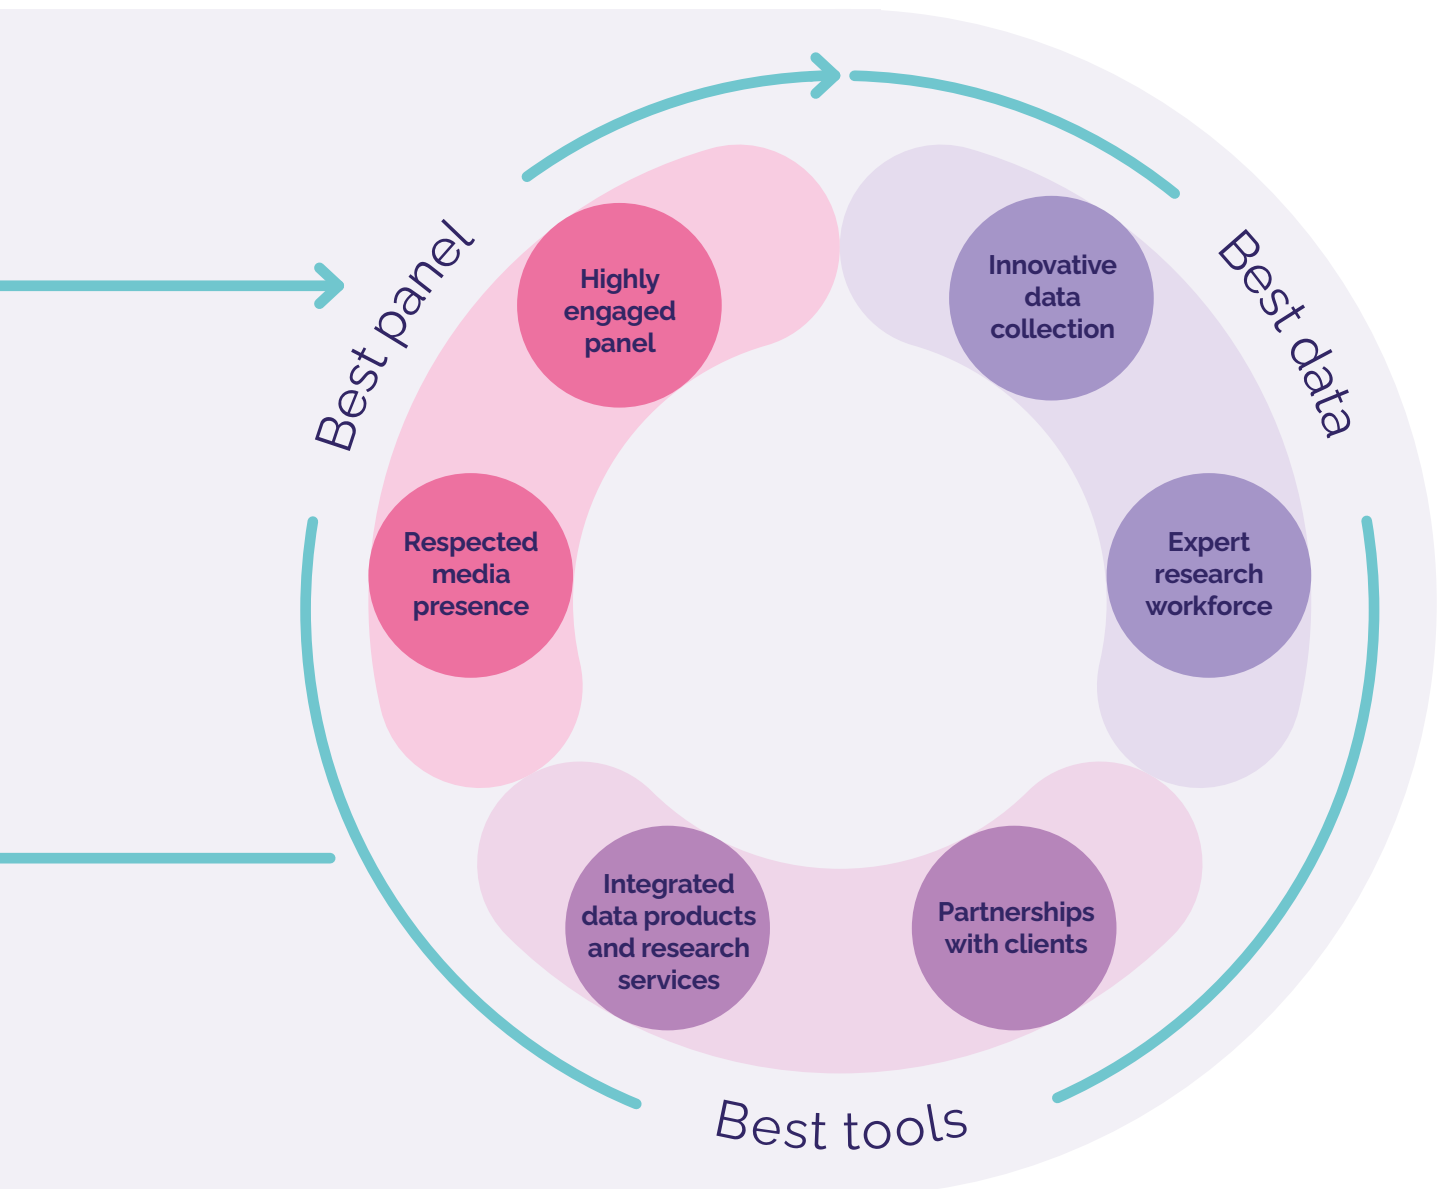 Best panel
Highly
engaged
panel
Respected
media
presence
Best data
Innovative
data
collection
Expert
research
workforce
Best tools
Partnerships
with clients
Integrated
data products
and research
services